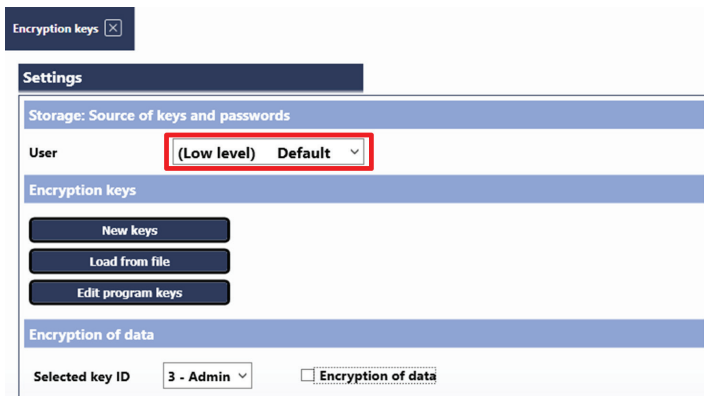 Encryption keys
Settings
Storage: Source of keys and passwords
User (Low level) Default
Encryption keys
New keys
Load from file
Edit program keys
Encryption of data
Selected key ID 3 - Admin Encryption of data